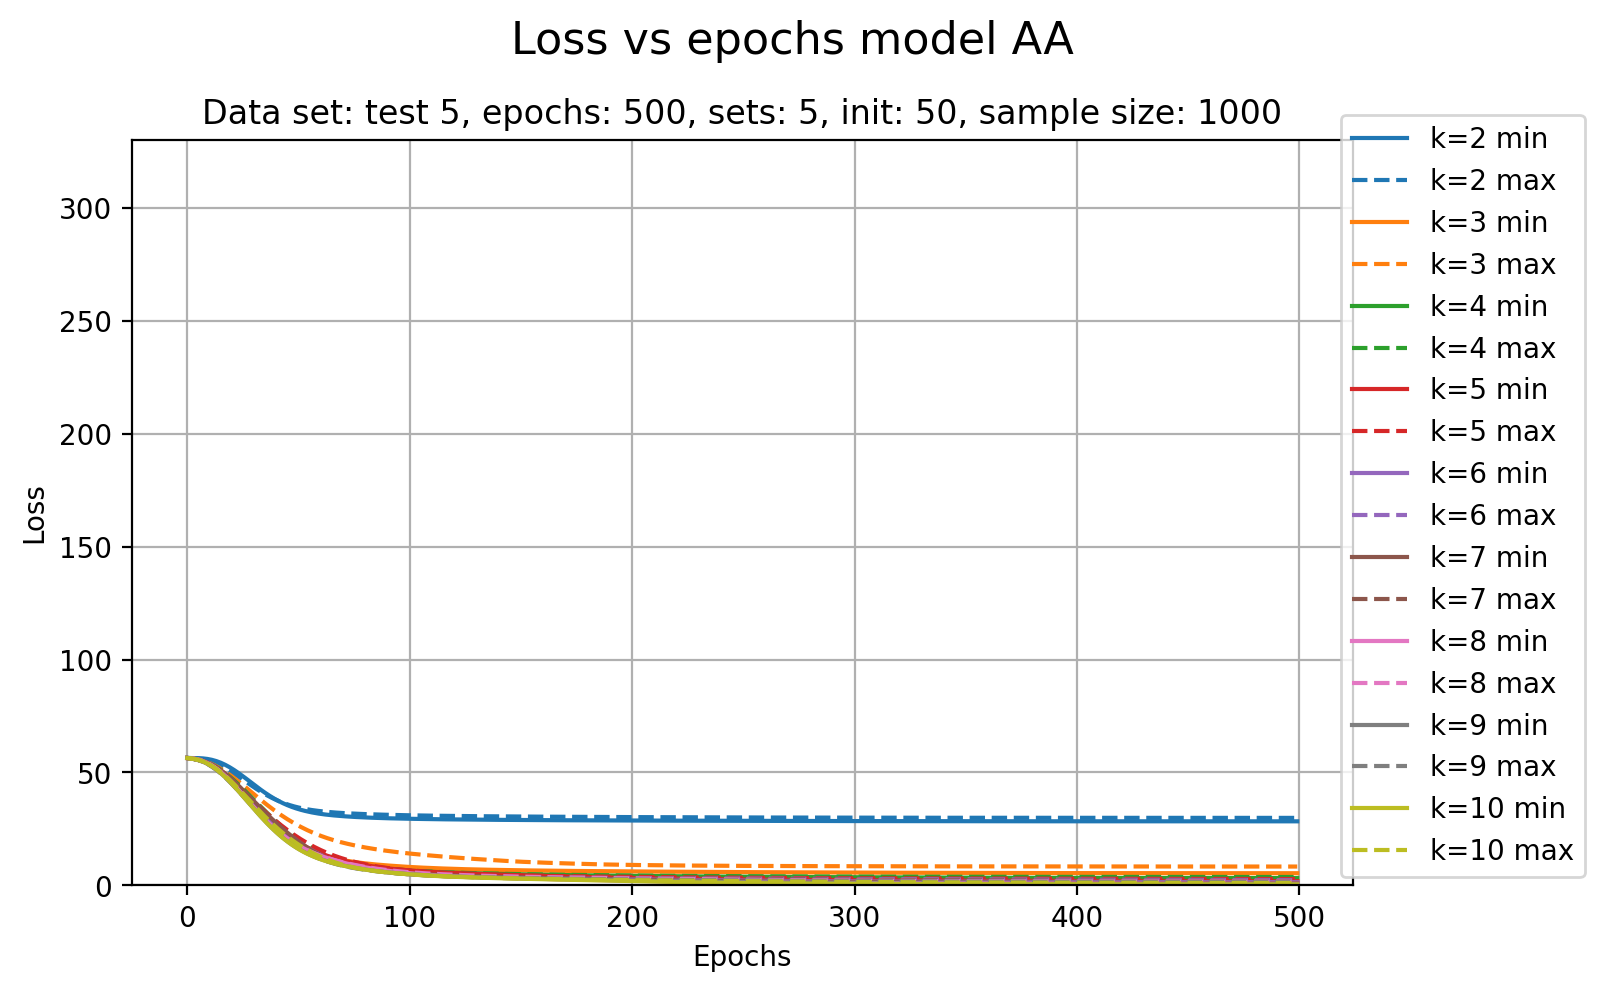 Loss vs epochs model AA
Data set: test 5, epochs: 500, sets: 5, init: 50, sample size: 1000
k=2 min
k=2 max
k=3 min
k=3 max
k=4 min
k=4 max
k=5 min
k=5 max
k=6 min
k=6 max
k=7 min
k=7 max
k=8 min
k=8 max
k=9 min
k=9 max
k=10 min
k=10 max
Loss
300
250
200
150
100
50
0
0 100 200 300 400 500
Epochs